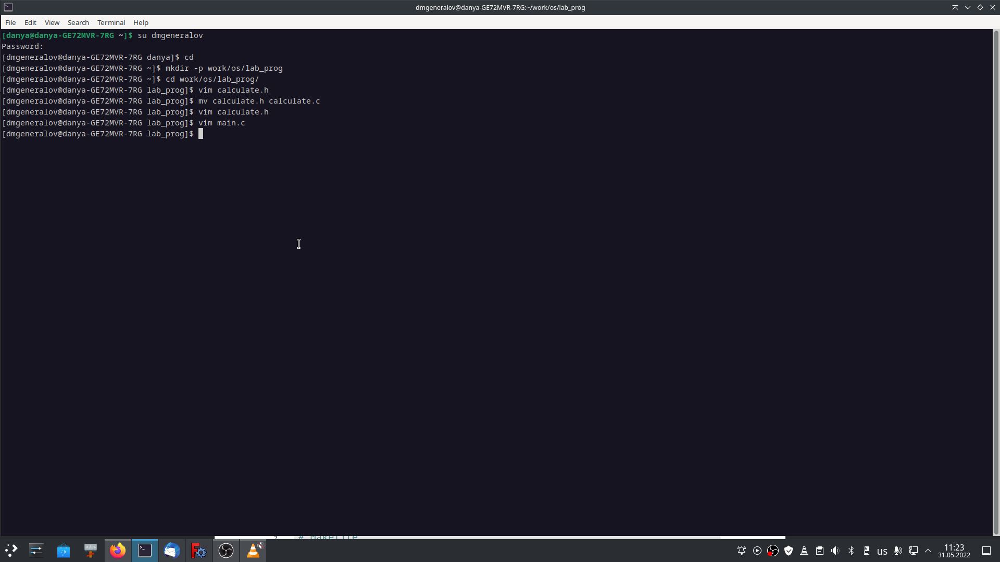 dmgeneralov@danya-GE72MVR-7RG:~/work/os/lab_prog
File Edit View Search Terminal Help
[danya@danya-GE72MVR-7RG ~]$ su dmgeneralov
Password:
[dmgeneralov@danya-GE72MVR-7RG danya]$ cd
[dmgeneralov@danya-GE72MVR-7RG ~]$ mkdir -p work/os/lab_prog
[dmgeneralov@danya-GE72MVR-7RG ~]$ cd work/os/lab_prog/
[dmgeneralov@danya-GE72MVR-7RG lab_prog]$ vim calculate.h
[dmgeneralov@danya-GE72MVR-7RG lab_prog]$ mv calculate.h calculate.c
[dmgeneralov@danya-GE72MVR-7RG lab_prog]$ vim calculate.h
[dmgeneralov@danya-GE72MVR-7RG lab_prog]$ vim main.c
[dmgeneralov@danya-GE72MVR-7RG lab_prog]$
2 # Makefile
us
11:23
31.05.2022